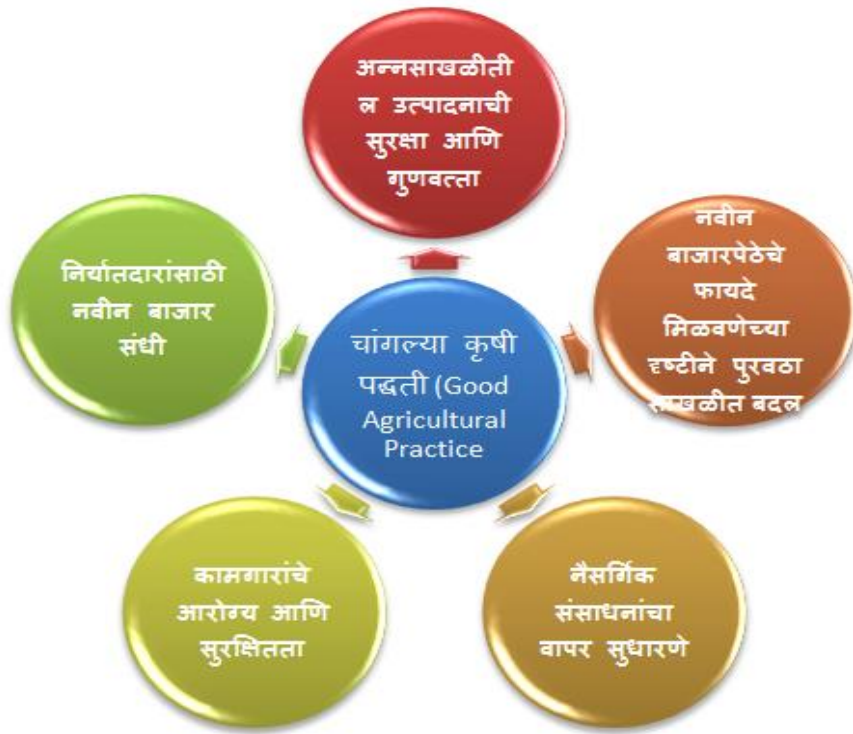 अन्नसाखळीती
ल उत्पादनाची
सुरक्षा आणि
गुणवत्ता
नवीन
बाजारपेठेचे
फायदे
मिळवणेच्या
दृष्टीने पुरवठा
साखळीत बदल
निर्यातदारांसाठी
नवीन बाजार
संधी
चांगल्या कृषी
पद्धती (Good
Agricultural
Practice
कामगारांचे
आरोग्य आणि
सुरक्षितता
नैसर्गिक
संसाधनांचा
वापर सुधारणे